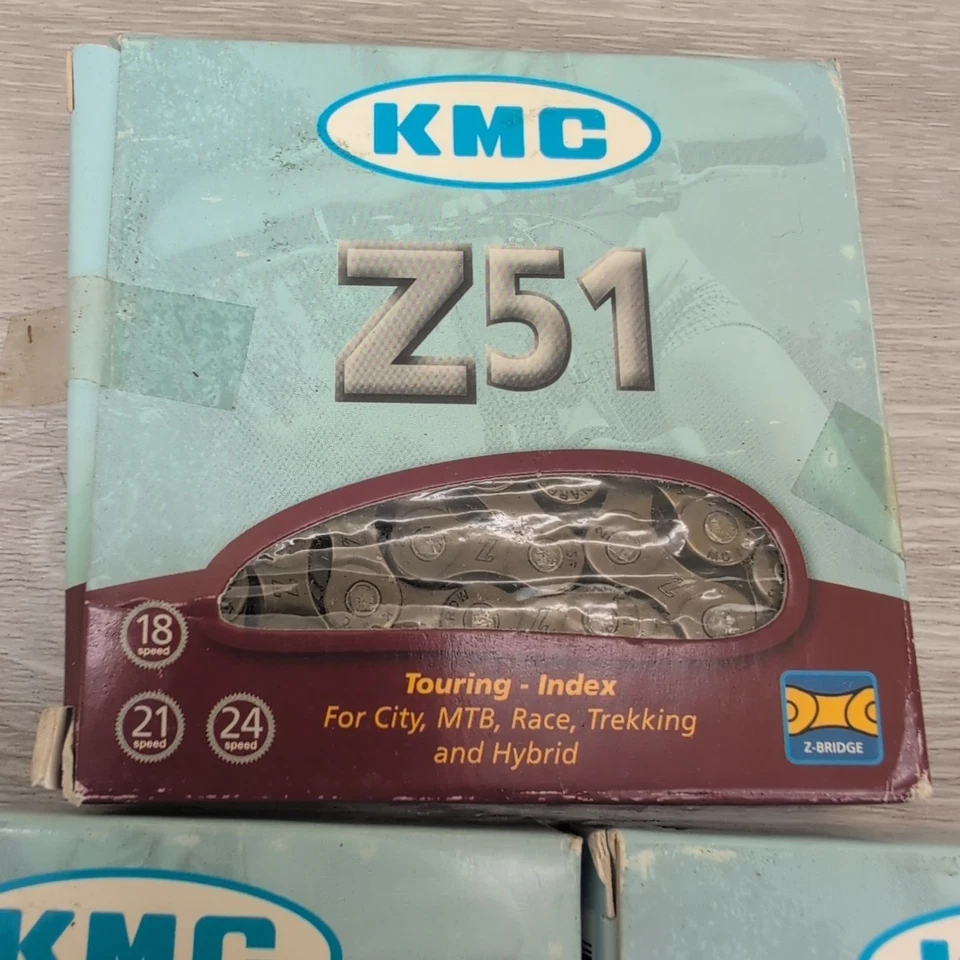 KMC
Z51
18
speed
21
speed
24
speed
Touring - Index
For City, MTB, Race, Trekking
and Hybrid
Z-BRIDGE
KMC